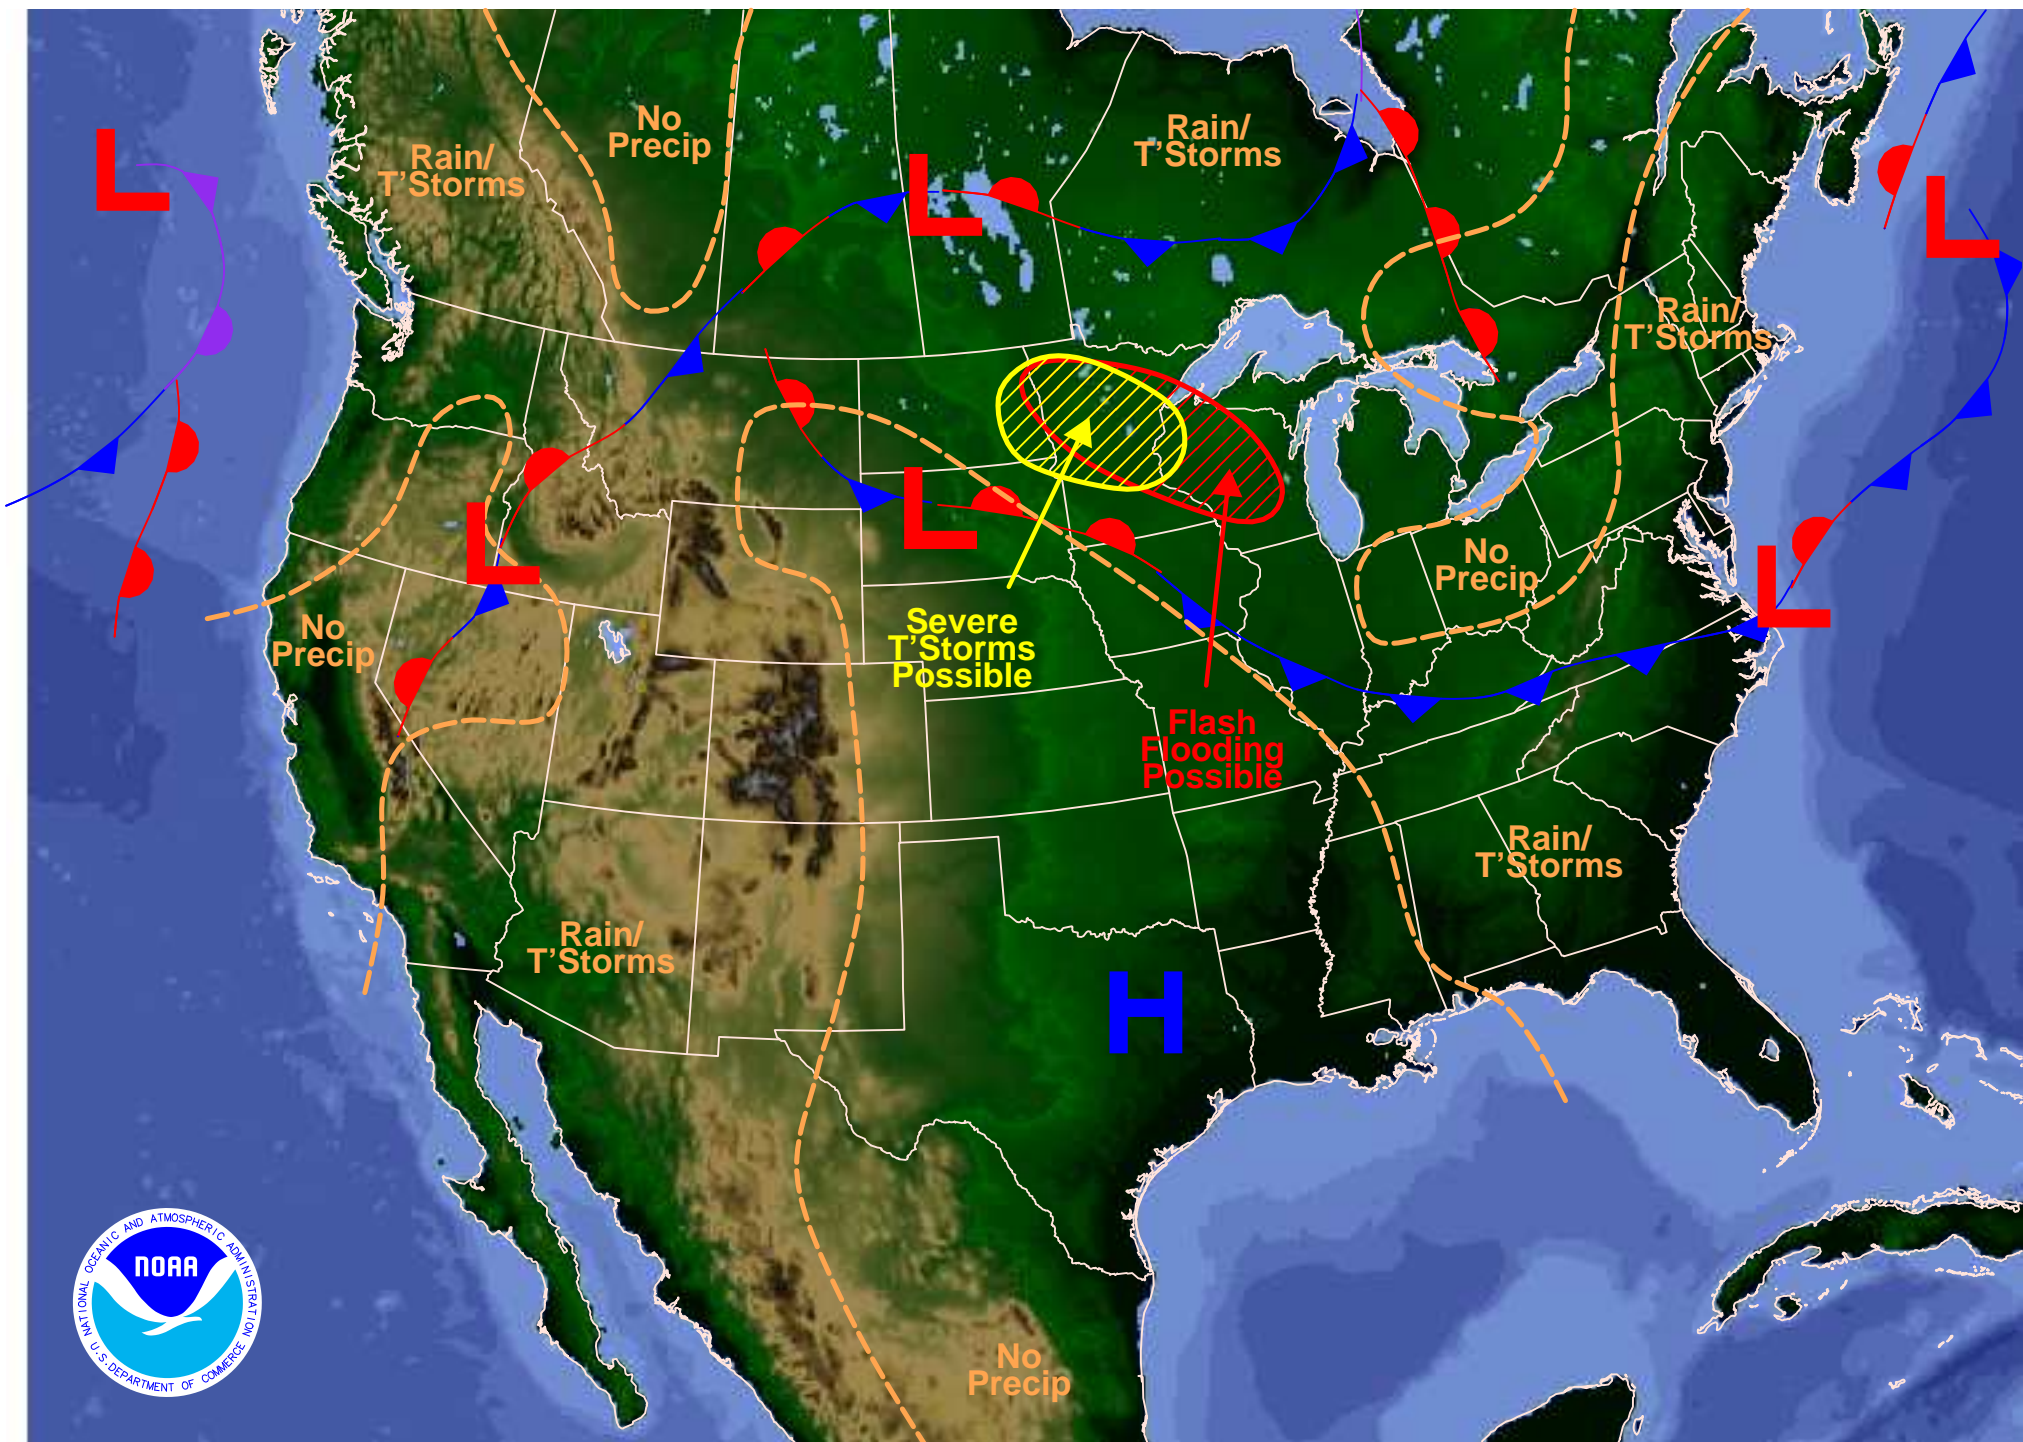 No
Precip
Rain/
T'Storms
Rain/
T'Storms
L
L
L
Rain/
T'Storms
L
L
No
Precip
L
No
Precip
Severe
T'Storms
Possible
Flash
Flooding
Possible
Rain/
T'Storms
Rain/
T'Storms
H
NATIONAL OCEANIC AND ATMOSPHERIC ADMINISTRATION
NOAA
U.S. DEPARTMENT OF COMMERCE
No
Precip